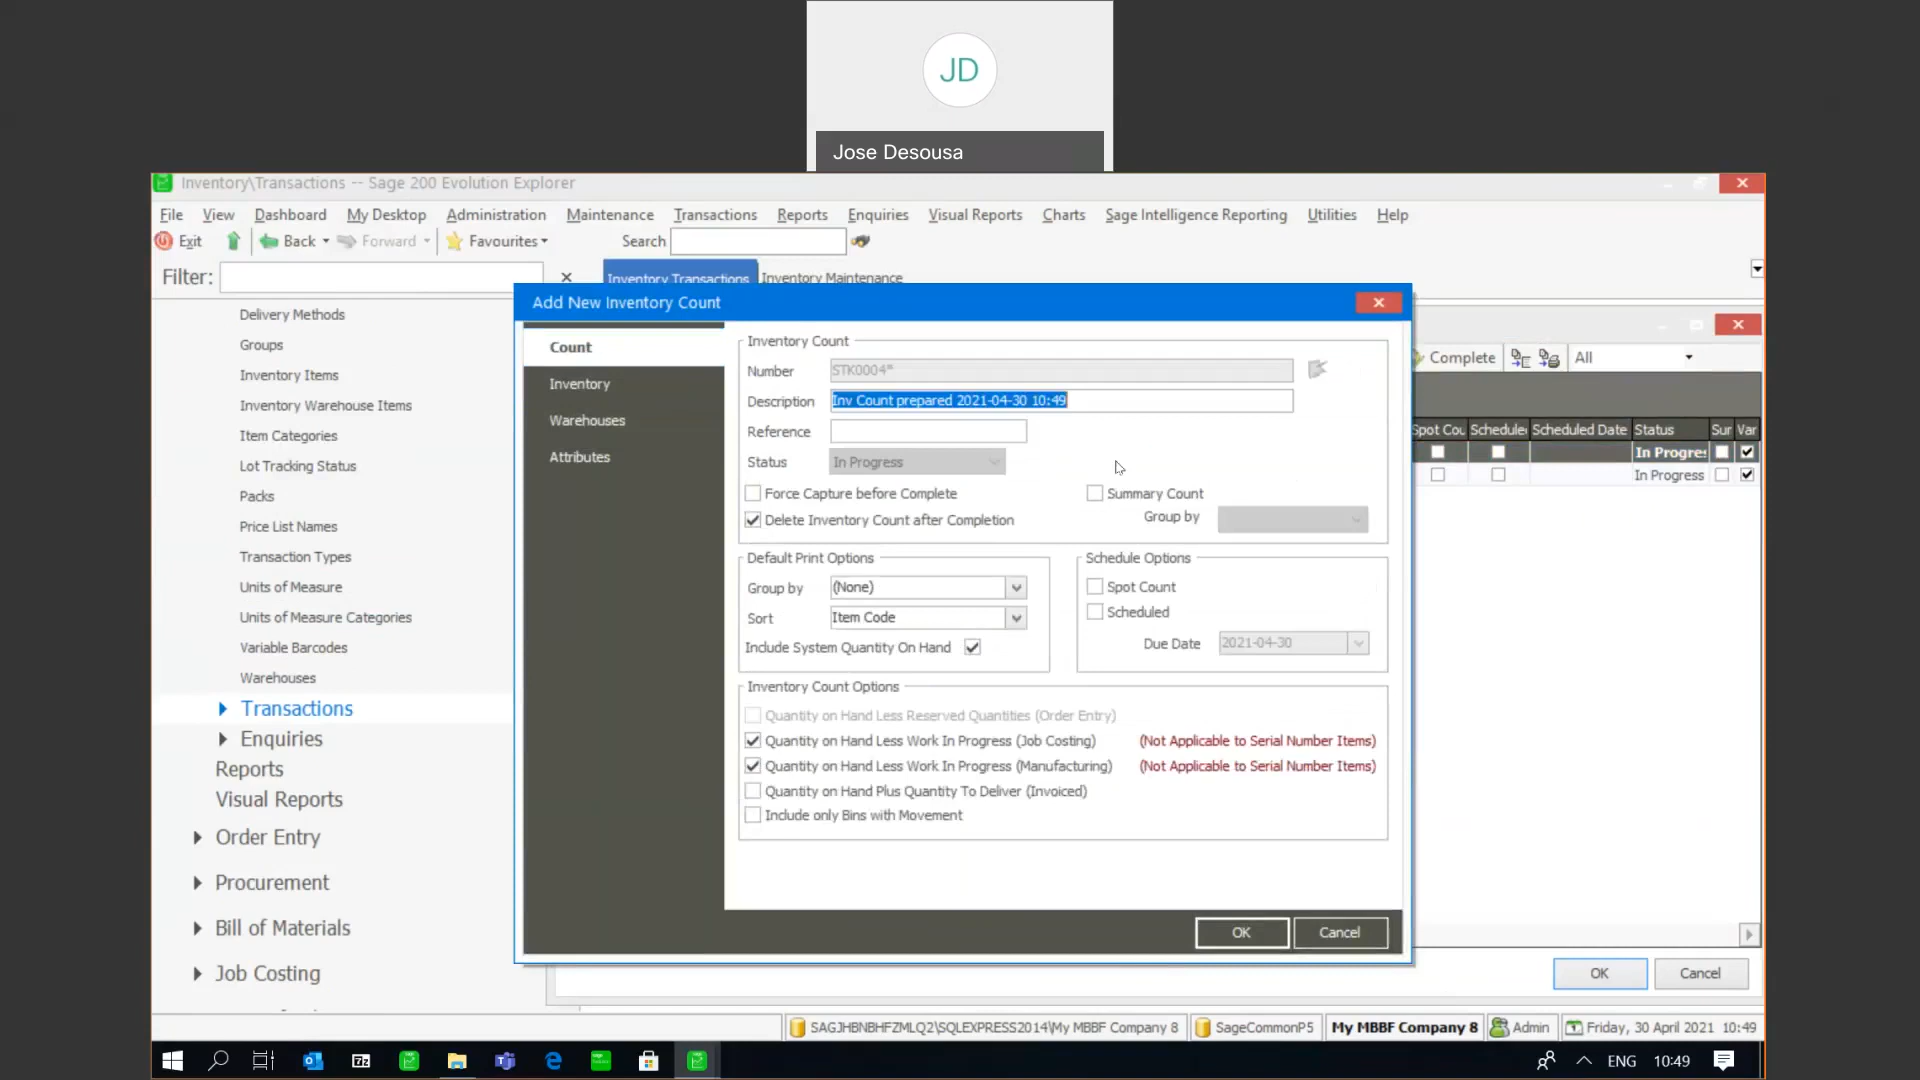 JD
Jose Desousa
Inventory\Transactions -- Sage 200 Evolution Explorer
File View Dashboard My Desktop Administration Maintenance Transactions Reports Enquiries Visual Reports Charts Sage Intelligence Reporting Utilities Help
Exit Back Forward Favourites Search
Filter:
Inventory Transactions Inventory Maintenance
Delivery Methods
Groups
Inventory Items
Inventory Warehouse Items
Item Categories
Lot Tracking Status
Packs
Price List Names
Transaction Types
Units of Measure
Units of Measure Categories
Variable Barcodes
Warehouses
Transactions
Enquiries
Reports
Visual Reports
Order Entry
Procurement
Bill of Materials
Job Costing
Add New Inventory Count
Count
Inventory
Warehouses
Attributes
Inventory Count
Number STK0004*
Description Inv Count prepared 2021-04-30 10:49
Reference
Status In Progress
Force Capture before Complete
Summary Count
Delete Inventory Count after Completion
Group by
Default Print Options
Group by (None)
Sort Item Code
Include System Quantity On Hand
Schedule Options
Spot Count
Scheduled
Due Date 2021-04-30
Inventory Count Options
Quantity on Hand Less Reserved Quantities (Order Entry)
Quantity on Hand Less Work In Progress (Job Costing) (Not Applicable to Serial Number Items)
Quantity on Hand Less Work In Progress (Manufacturing) (Not Applicable to Serial Number Items)
Quantity on Hand Plus Quantity To Deliver (Invoiced)
Include only Bins with Movement
OK Cancel
Complete All
Spot Cou Schedule Scheduled Date Status Sur Var
In Progre
In Progress
OK Cancel
SAGJHBNBHFZMLQ2\SQLEXPRESS2014\My MBBF Company 8 SageCommonP5 My MBBF Company 8 Admin Friday, 30 April 2021 10:49
7z
ENG 10:49